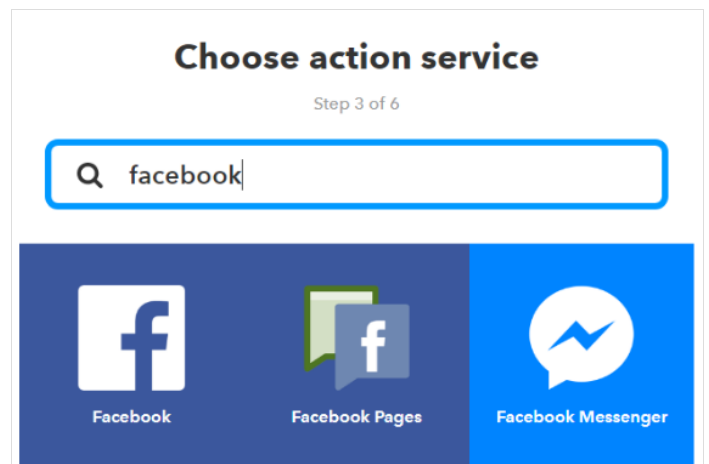 Choose action service
Step 3 of 6
facebook
Facebook
Facebook Pages
Facebook Messenger